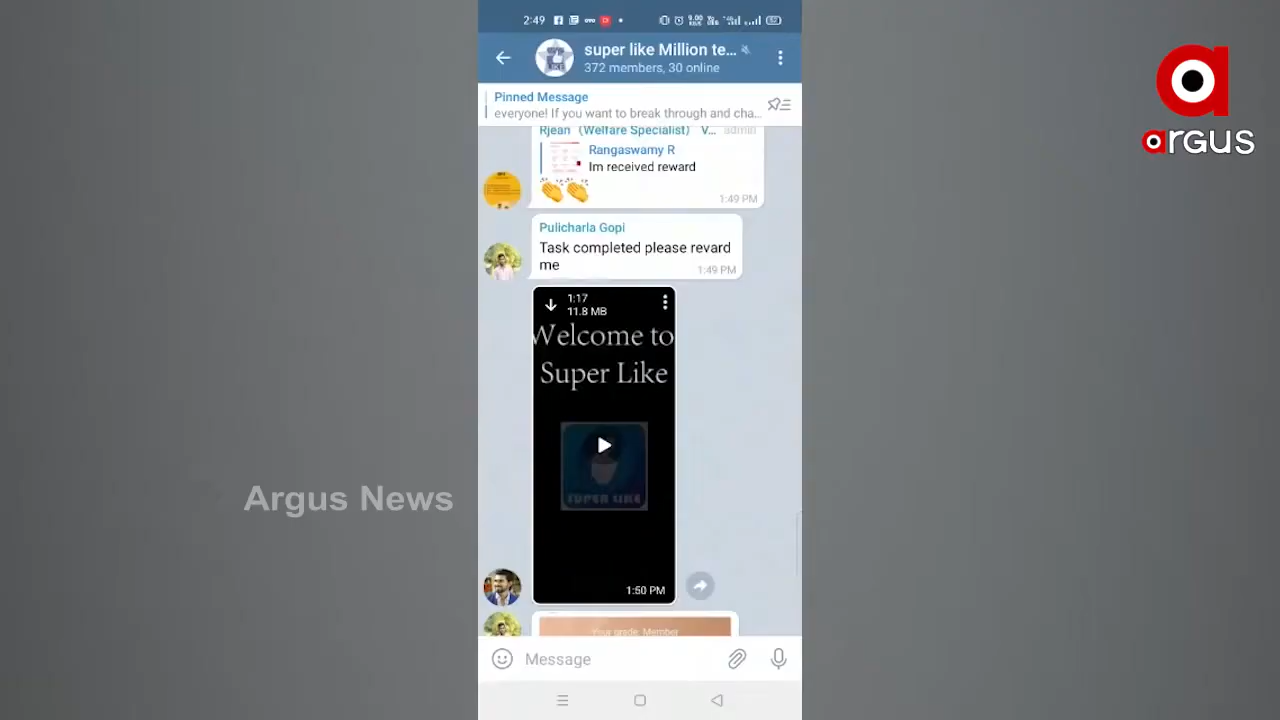 2:49
super like Million te...
372 members, 30 online
Pinned Message
everyone! If you want to break through and cha...
Rjean（Welfare Specialist） V... admin
Rangaswamy R
Im received reward
👏👏
1:49 PM
Pulicharla Gopi
Task completed please revard
me
1:49 PM
1:17
11.8 MB
Welcome to
Super Like
SUPER LIKE
1:50 PM
Your grade: Member
Message
Argus News
argus